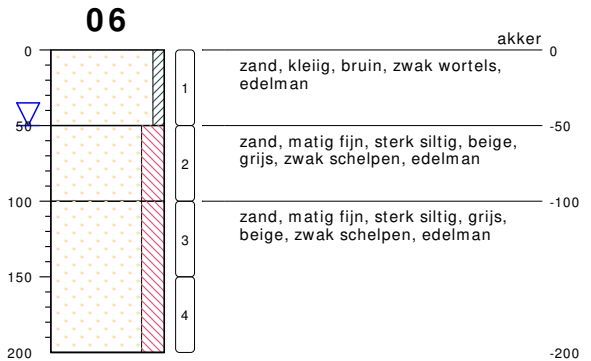 06
akker
0
0
zand, kleiig, bruin, zwak wortels,
edelman
1
50
-50
zand, matig fijn, sterk siltig, beige,
grijs, zwak schelpen, edelman
2
100
-100
zand, matig fijn, sterk siltig, grijs,
beige, zwak schelpen, edelman
3
150
4
200
-200